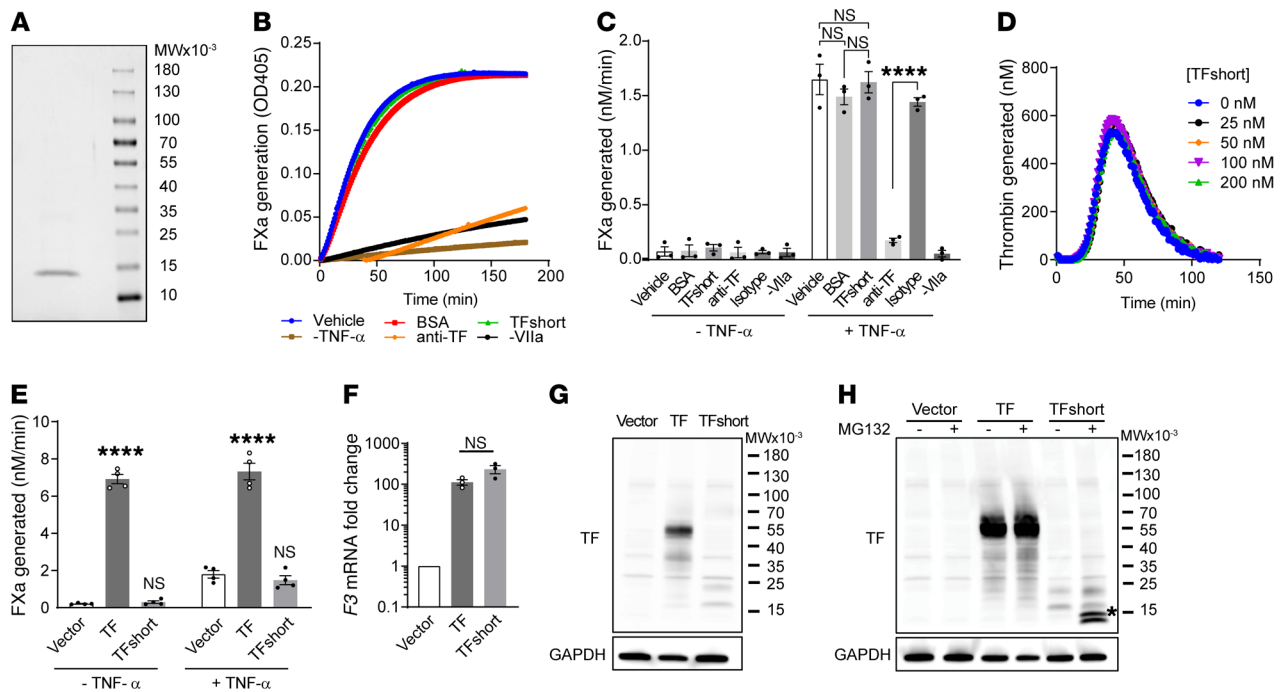 A
MWx10-3
180
130
100
70
55
40
35
25
15
10
B
FXa generation (OD405)
0.25
0.20
0.15
0.10
0.05
0.00
0 50 100 150 200
Time (min)
Vehicle BSA TFshort
-TNF-α anti-TF -VIIa
C
FXa generated (nM/min)
2.0
1.5
1.0
0.5
0.0
NS
NS NS
****
Vehicle BSA TFshort anti-TF Isotype -VIIa Vehicle BSA TFshort anti-TF Isotype -VIIa
- TNF-α + TNF-α
D
Thrombin generated (nM)
800
600
400
200
0
0 50 100 150
Time (min)
[TFshort]
0 nM
25 nM
50 nM
100 nM
200 nM
E
FXa generated (nM/min)
10
8
6
4
2
0
**** ****
NS NS
Vector TF TFshort Vector TF TFshort
- TNF- α + TNF-α
F
F3 mRNA fold change
1000
100
10
1
0.1
NS
Vector TF TFshort
G
Vector TF TFshort
MWx10-3
180
130
100
70
55
40
35
25
15
TF
GAPDH
H
Vector TF TFshort
MG132 - + - + - +
MWx10-3
180
130
100
70
55
40
35
25
15
*
TF
GAPDH